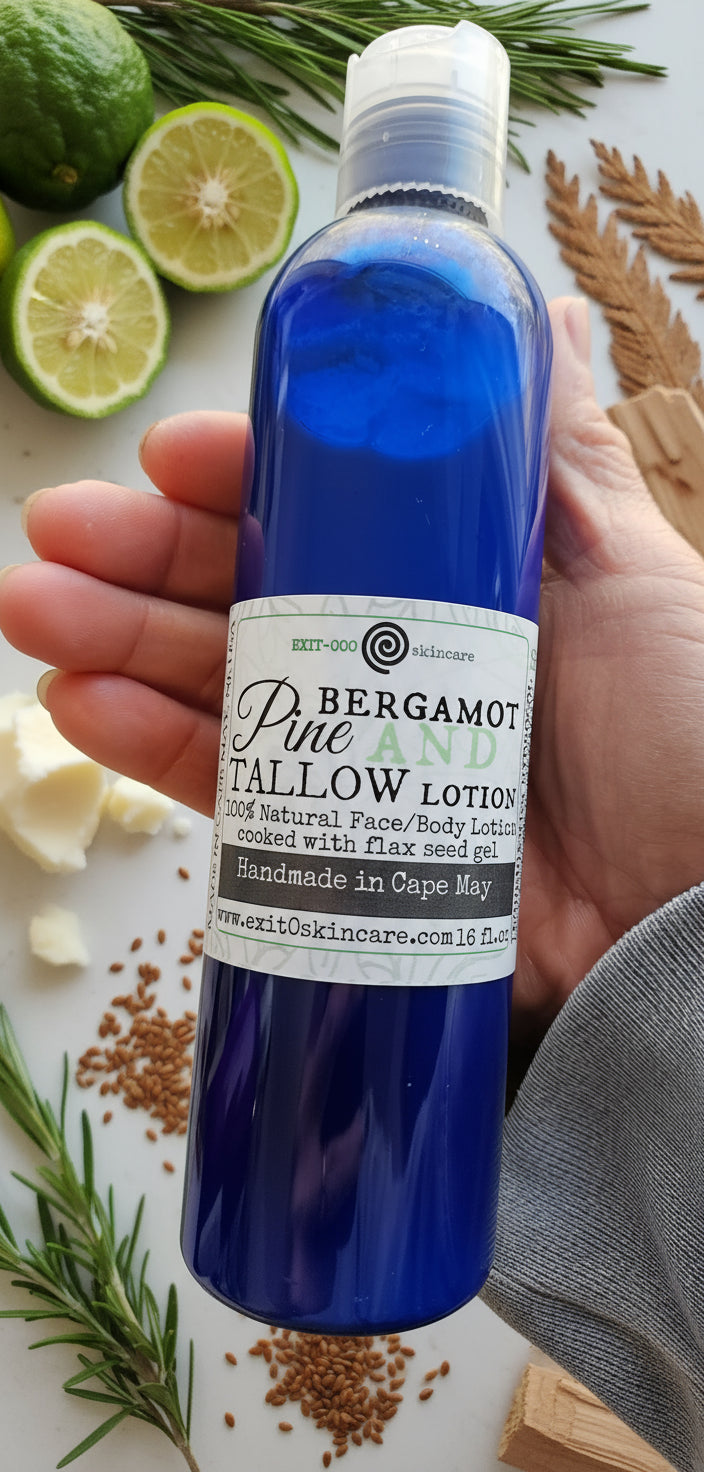 EXIT-000 skincare
BERGAMOT
Pine AND
TALLOW LOTION
100% Natural Face/Body Lotion
cooked with flax seed gel
Handmade in Cape May
www.exit0skincare.com 16 fl.oz